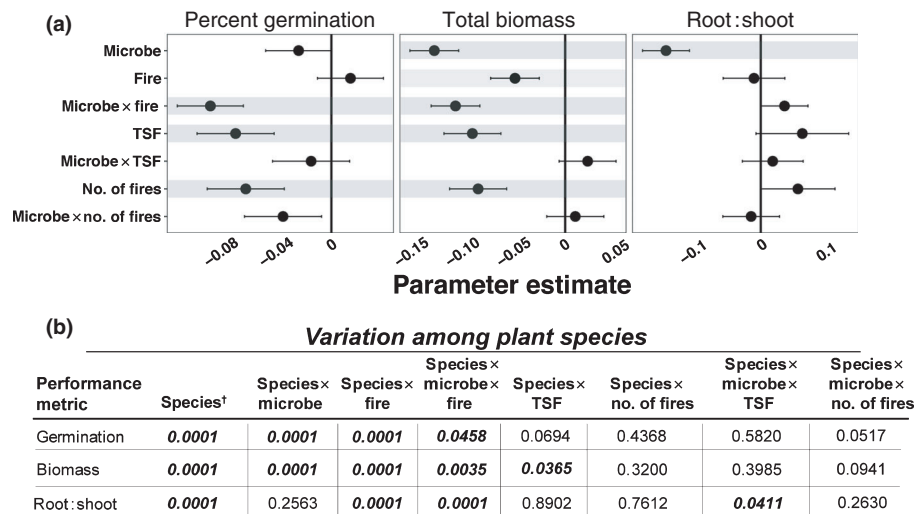 (a)
Percent germination
Total biomass
Root:shoot
Microbe
Fire
Microbe×fire
TSF
Microbe×TSF
No. of fires
Microbe×no. of fires
−0.08 −0.04 0
−0.15 −0.10 −0.05 0 0.05
−0.1 0 0.1
Parameter estimate
(b)
Variation among plant species
Performance metric Species† Species× microbe Species× fire Species× microbe× fire Species× TSF Species× no. of fires Species× microbe× TSF Species× microbe× no. of fires
Germination 0.0001 0.0001 0.0001 0.0458 0.0694 0.4368 0.5820 0.0517
Biomass 0.0001 0.0001 0.0001 0.0035 0.0365 0.3200 0.3985 0.0941
Root:shoot 0.0001 0.2563 0.0001 0.0001 0.8902 0.7612 0.0411 0.2630